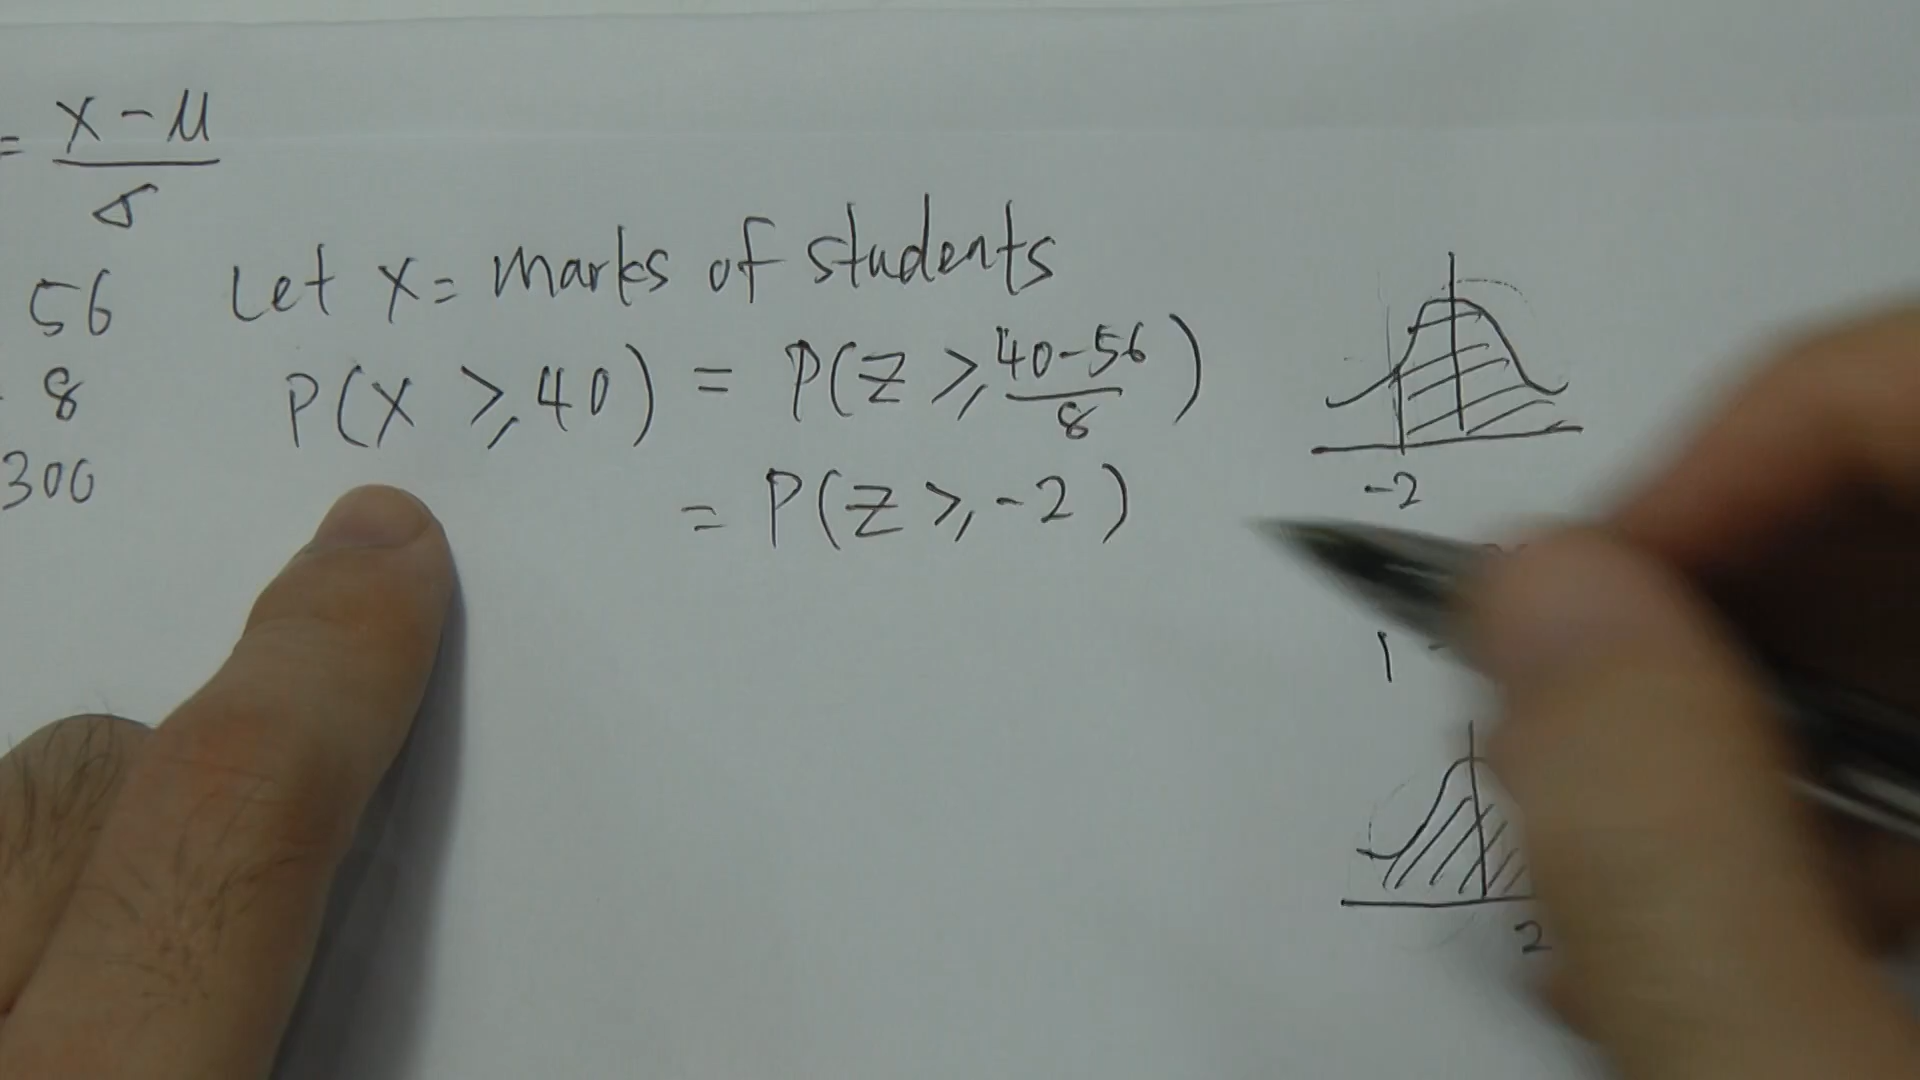 = X - μ
σ
56
8
300
Let X = marks of students
P(X ≥ 40) = P(Z ≥ 40-56
8 )
= P(Z ≥ -2)
-2
1 -
2